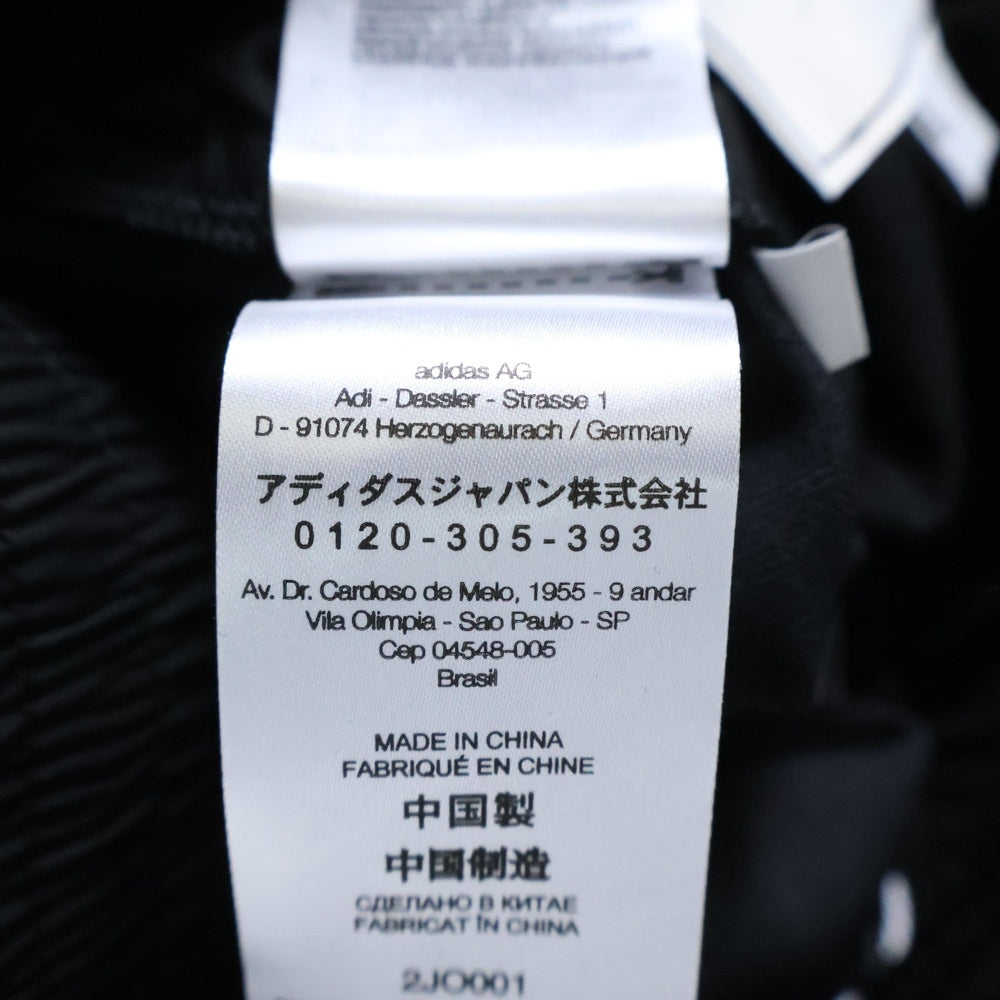 adidas AG
Adi - Dassler - Strasse 1
D - 91074 Herzogenaurach / Germany
アディダスジャパン株式会社
0120-305-393
Av. Dr. Cardoso de Melo, 1955 - 9 andar
Vila Olimpia - Sao Paulo - SP
Cep 04548-005
Brasil
MADE IN CHINA
FABRIQUÉ EN CHINE
中国製
中国制造
СДЕЛАНО В КИТАЕ
FABRICAT ÎN CHINA
2JO001